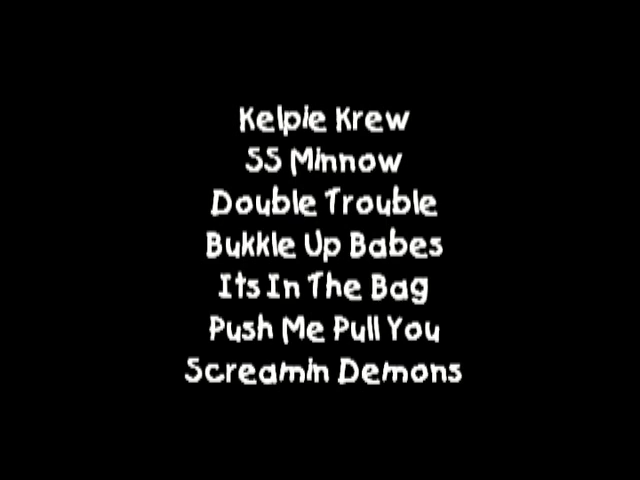 Kelpie Krew
SS Minnow
Double Trouble
Bukkle Up Babes
Its In The Bag
Push Me Pull You
Screamin Demons